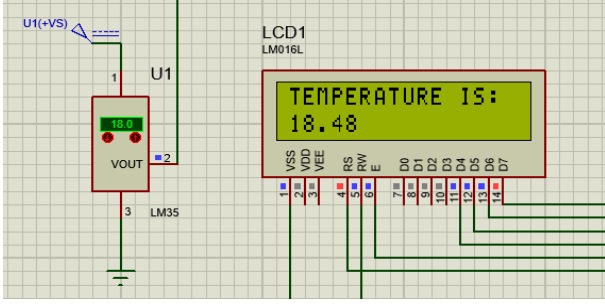 U1(+VS)
1
U1
18.0
VOUT
2
3
LM35
LCD1
LM016L
TEMPERATURE IS:
18.48
VSS
VDD
VEE
RS
RW
E
D0
D1
D2
D3
D4
D5
D6
D7
1
2
3
4
5
6
7
8
9
10
11
12
13
14